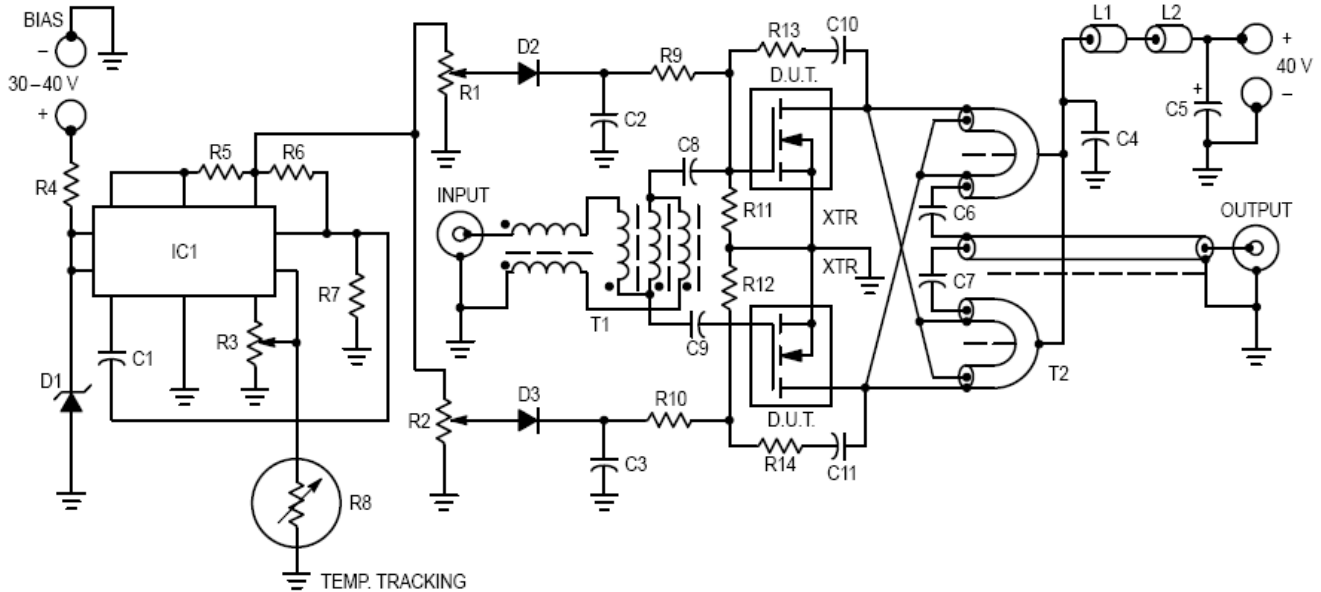 BIAS
–
30–40 V
+
R4
R5
R6
IC1
R7
R3
C1
D1
R8
TEMP. TRACKING
R1
D2
C2
R9
R2
D3
C3
R10
INPUT
T1
C8
C9
R11
R12
R13
C10
D.U.T.
XTR
XTR
D.U.T.
R14
C11
L1
L2
+
40 V
–
+
C5
C4
C6
C7
OUTPUT
T2